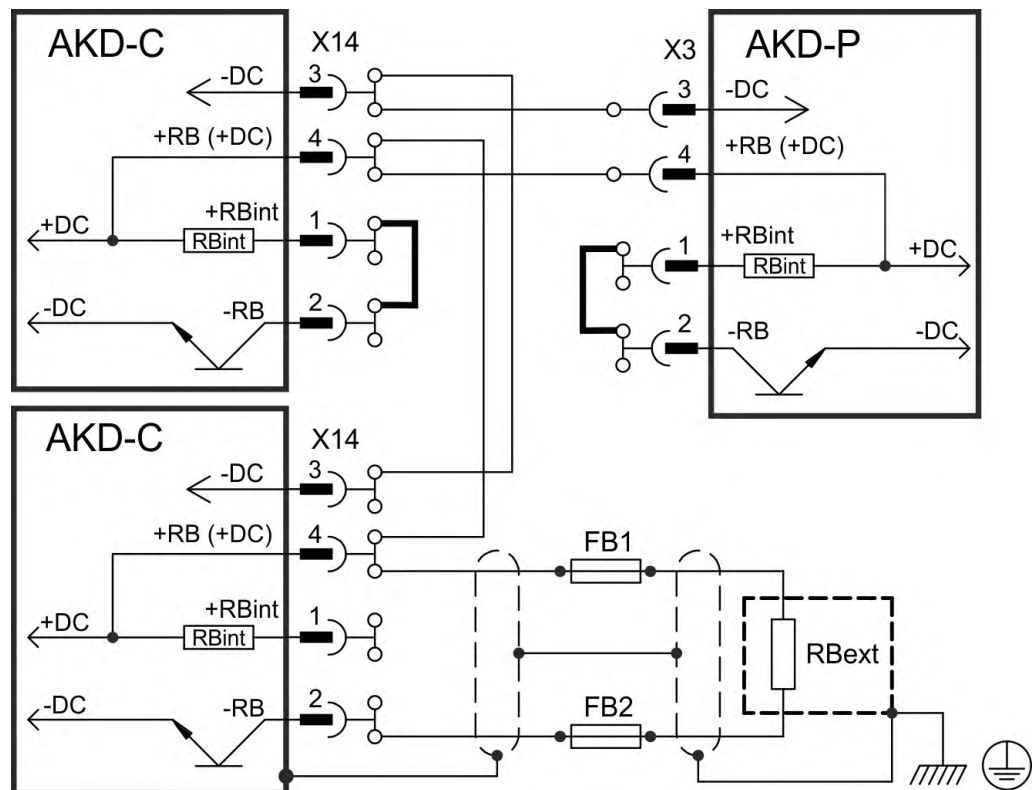 AKD-C
X14
3
-DC
4
+RB (+DC)
+RBint
1
+DC
RBint
2
-RB
-DC
X3
AKD-P
3
-DC
4
+RB (+DC)
1
+RBint
RBint
+DC
2
-RB
-DC
AKD-C
X14
3
-DC
4
+RB (+DC)
+RBint
1
+DC
RBint
2
-RB
-DC
FB1
FB2
RBext